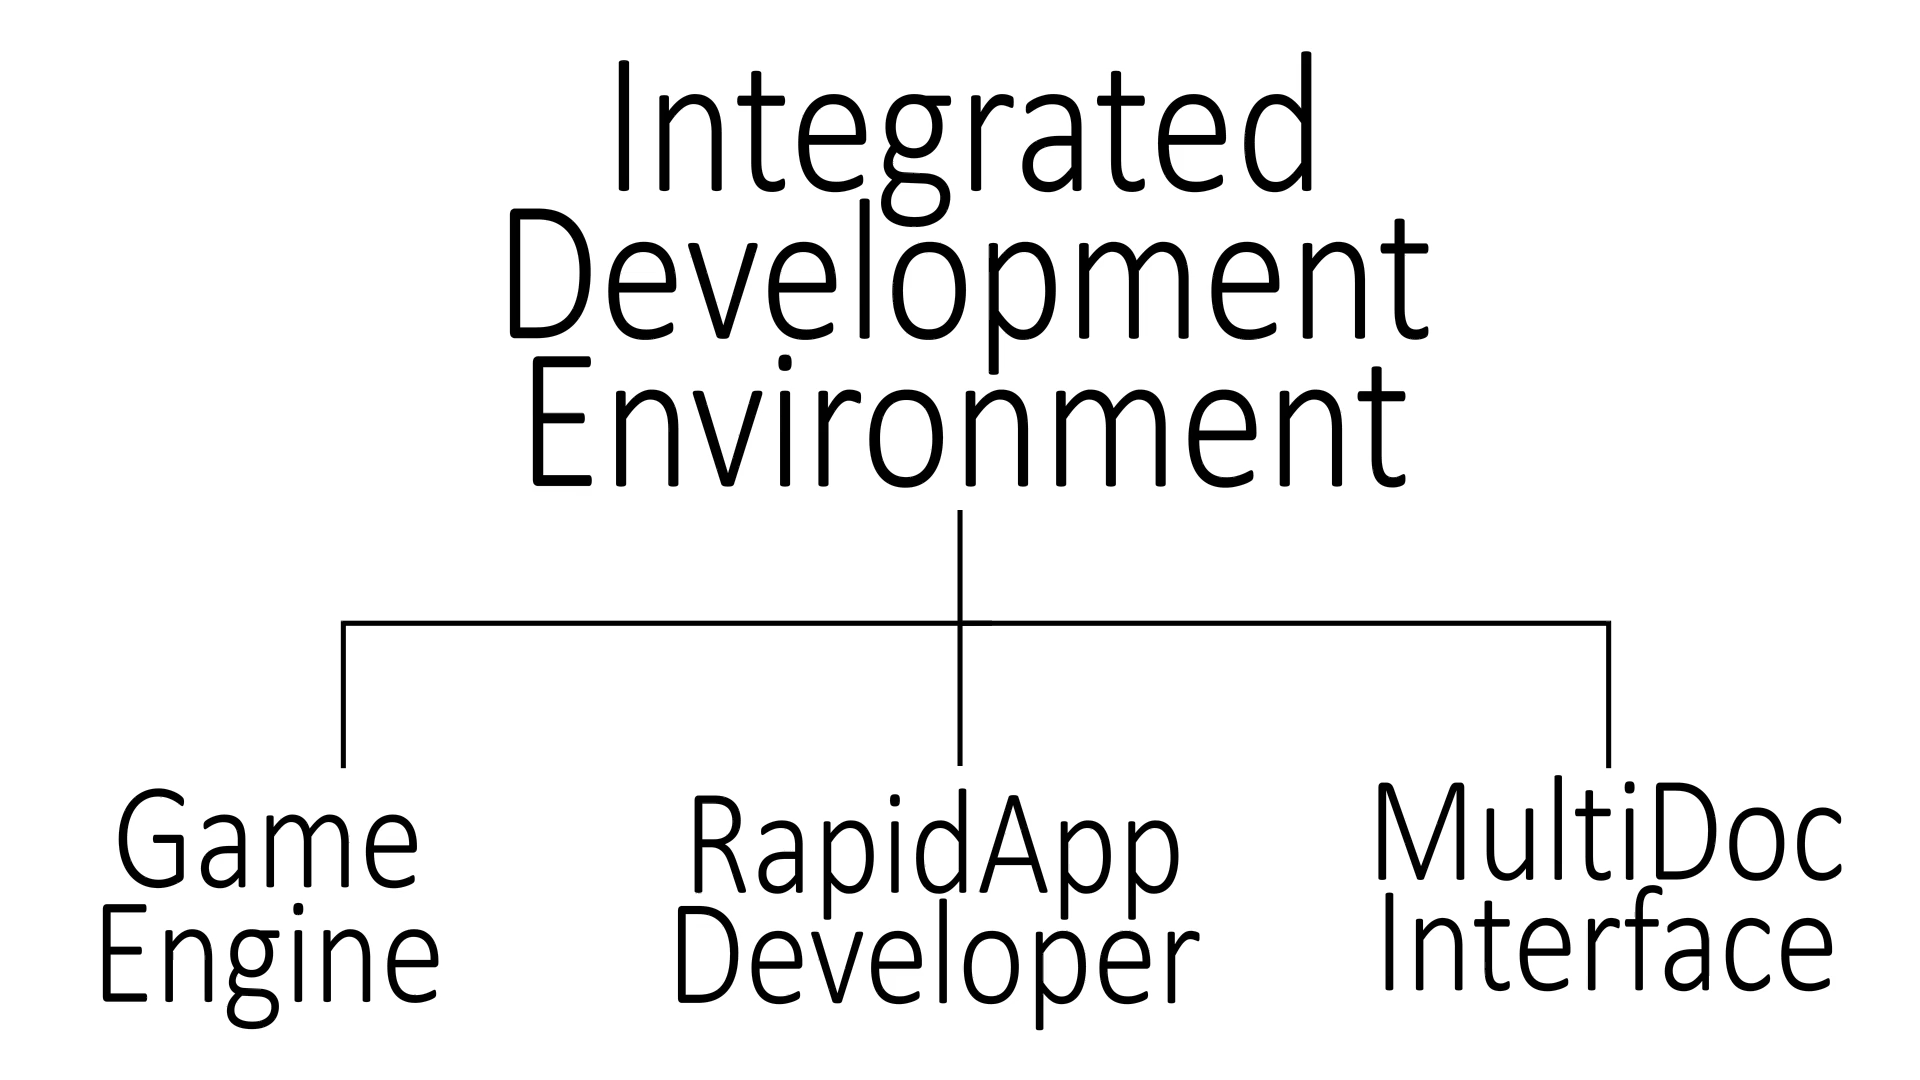 Integrated
Development
Environment
Game
Engine
RapidApp
Developer
MultiDoc
Interface